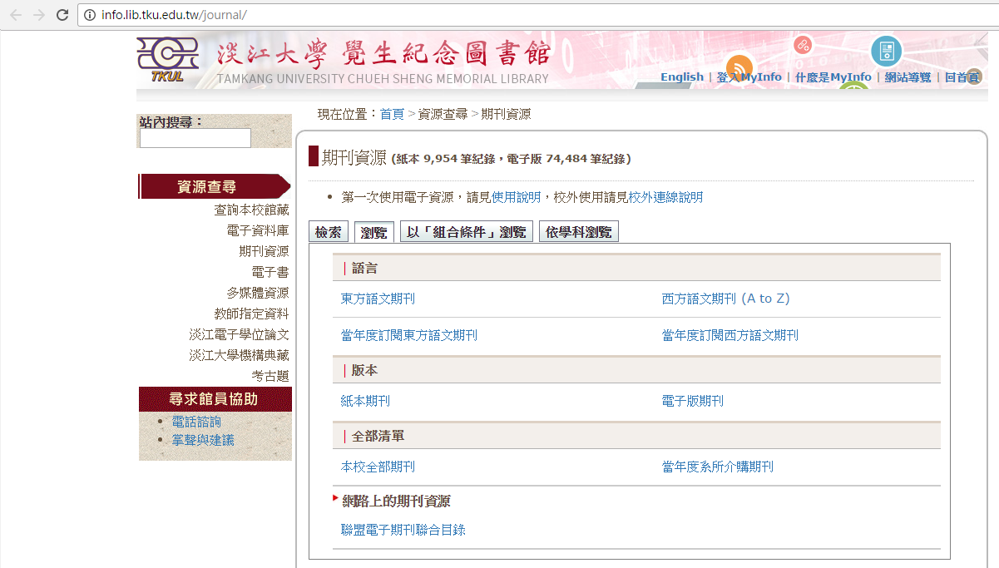 info.lib.tku.edu.tw/journal/
淡江大學 覺生紀念圖書館
TKUL
TAMKANG UNIVERSITY CHUEH SHENG MEMORIAL LIBRARY
English | 登入MyInfo | 什麼是MyInfo | 網站導覽 | 回首頁
站內搜尋：
現在位置：首頁 > 資源查尋 > 期刊資源
資源查尋
查詢本校館藏
電子資料庫
期刊資源
電子書
多媒體資源
教師指定資料
淡江電子學位論文
淡江大學機構典藏
考古題
尋求館員協助
電話諮詢
掌聲與建議
期刊資源 (紙本 9,954 筆紀錄，電子版 74,484 筆紀錄)
第一次使用電子資源，請見使用說明，校外使用請見校外連線說明
檢索 瀏覽 以「組合條件」瀏覽 依學科瀏覽
| 語言
東方語文期刊 西方語文期刊 (A to Z)
當年度訂閱東方語文期刊 當年度訂閱西方語文期刊
| 版本
紙本期刊 電子版期刊
| 全部清單
本校全部期刊 當年度系所介購期刊
網路上的期刊資源
聯盟電子期刊聯合目錄